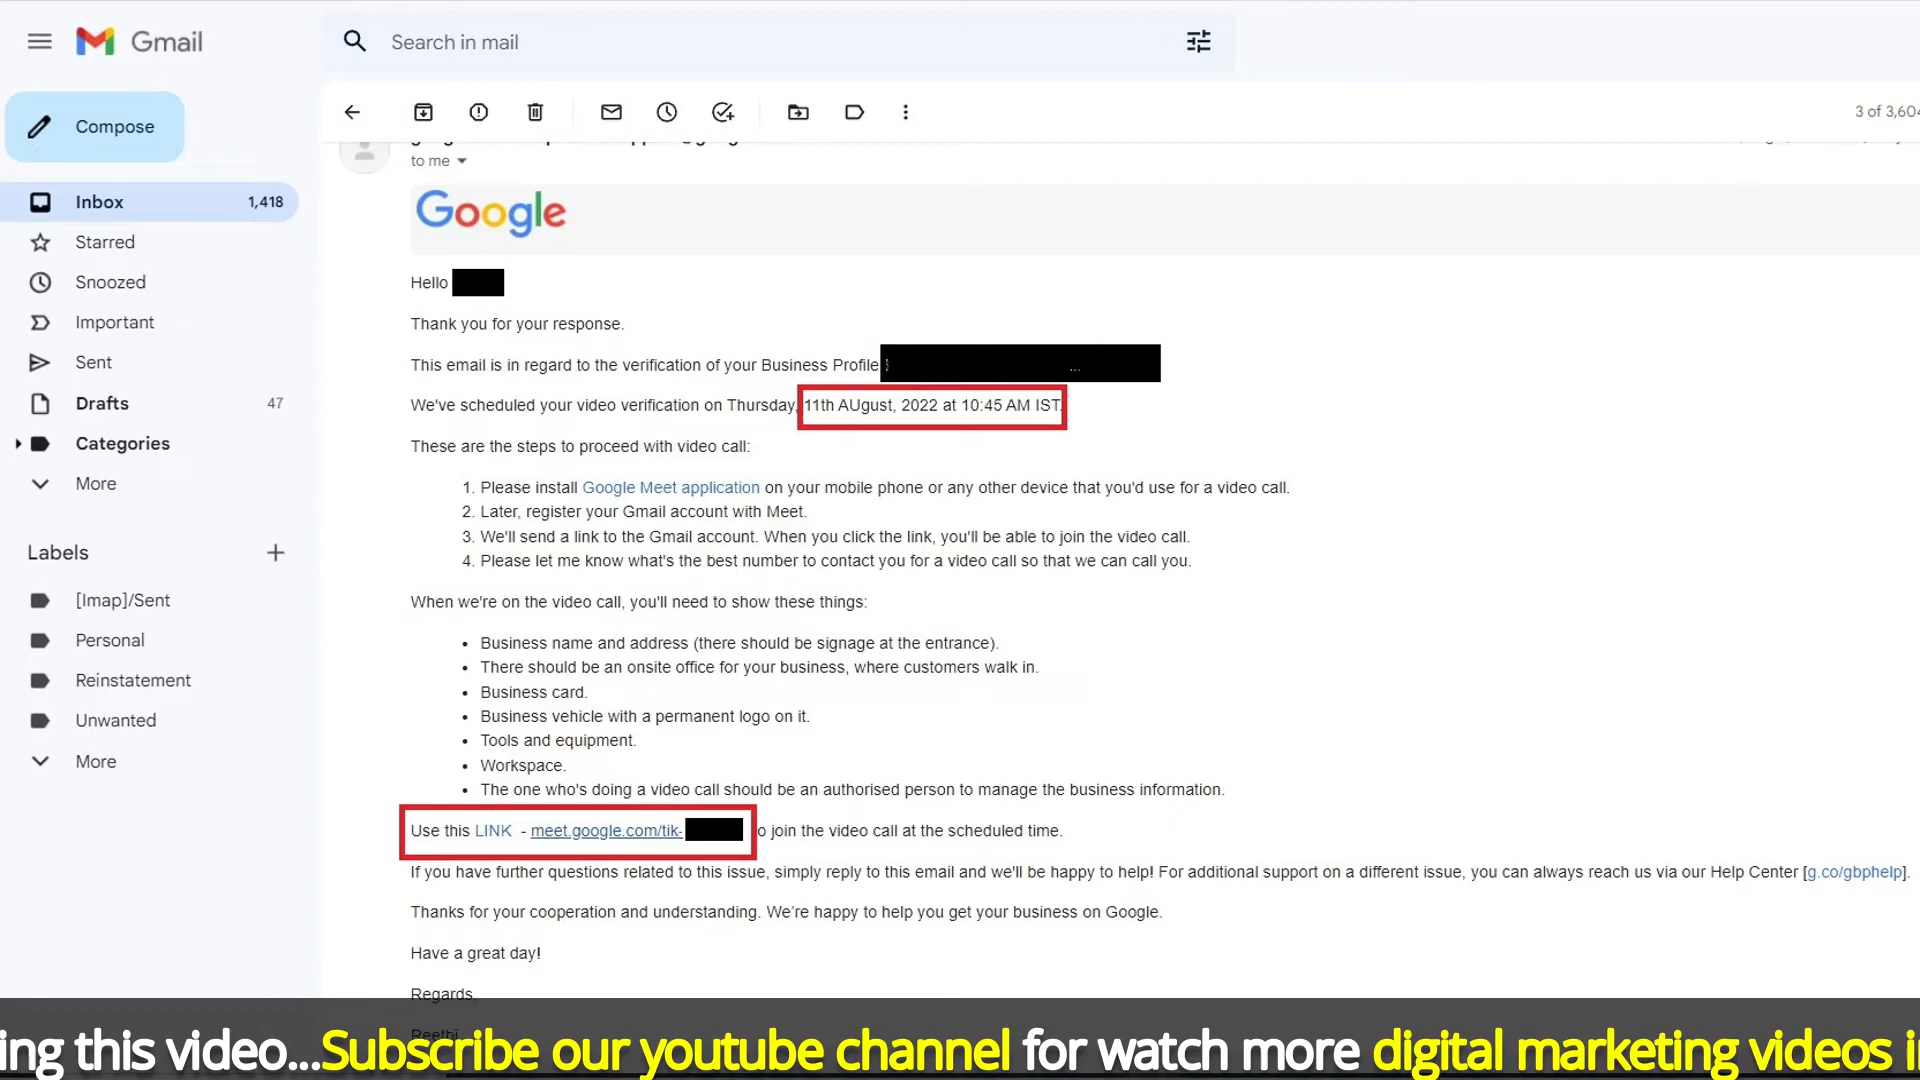 Gmail
Search in mail
Compose
3 of 3,604
Inbox 1,418
Starred
Snoozed
Important
Sent
Drafts 47
Categories
More
Labels
[Imap]/Sent
Personal
Reinstatement
Unwanted
More
to me
Google
Hello
Thank you for your response.
This email is in regard to the verification of your Business Profile
We've scheduled your video verification on Thursday, 11th AUgust, 2022 at 10:45 AM IST.
These are the steps to proceed with video call:
1. Please install Google Meet application on your mobile phone or any other device that you'd use for a video call.
2. Later, register your Gmail account with Meet.
3. We'll send a link to the Gmail account. When you click the link, you'll be able to join the video call.
4. Please let me know what's the best number to contact you for a video call so that we can call you.
When we're on the video call, you'll need to show these things:
• Business name and address (there should be signage at the entrance).
• There should be an onsite office for your business, where customers walk in.
• Business card.
• Business vehicle with a permanent logo on it.
• Tools and equipment.
• Workspace.
• The one who's doing a video call should be an authorised person to manage the business information.
Use this LINK - meet.google.com/tik- o join the video call at the scheduled time.
If you have further questions related to this issue, simply reply to this email and we'll be happy to help! For additional support on a different issue, you can always reach us via our Help Center [g.co/gbphelp].
Thanks for your cooperation and understanding. We're happy to help you get your business on Google.
Have a great day!
Regards,
Reethi
ing this video...Subscribe our youtube channel for watch more digital marketing videos i